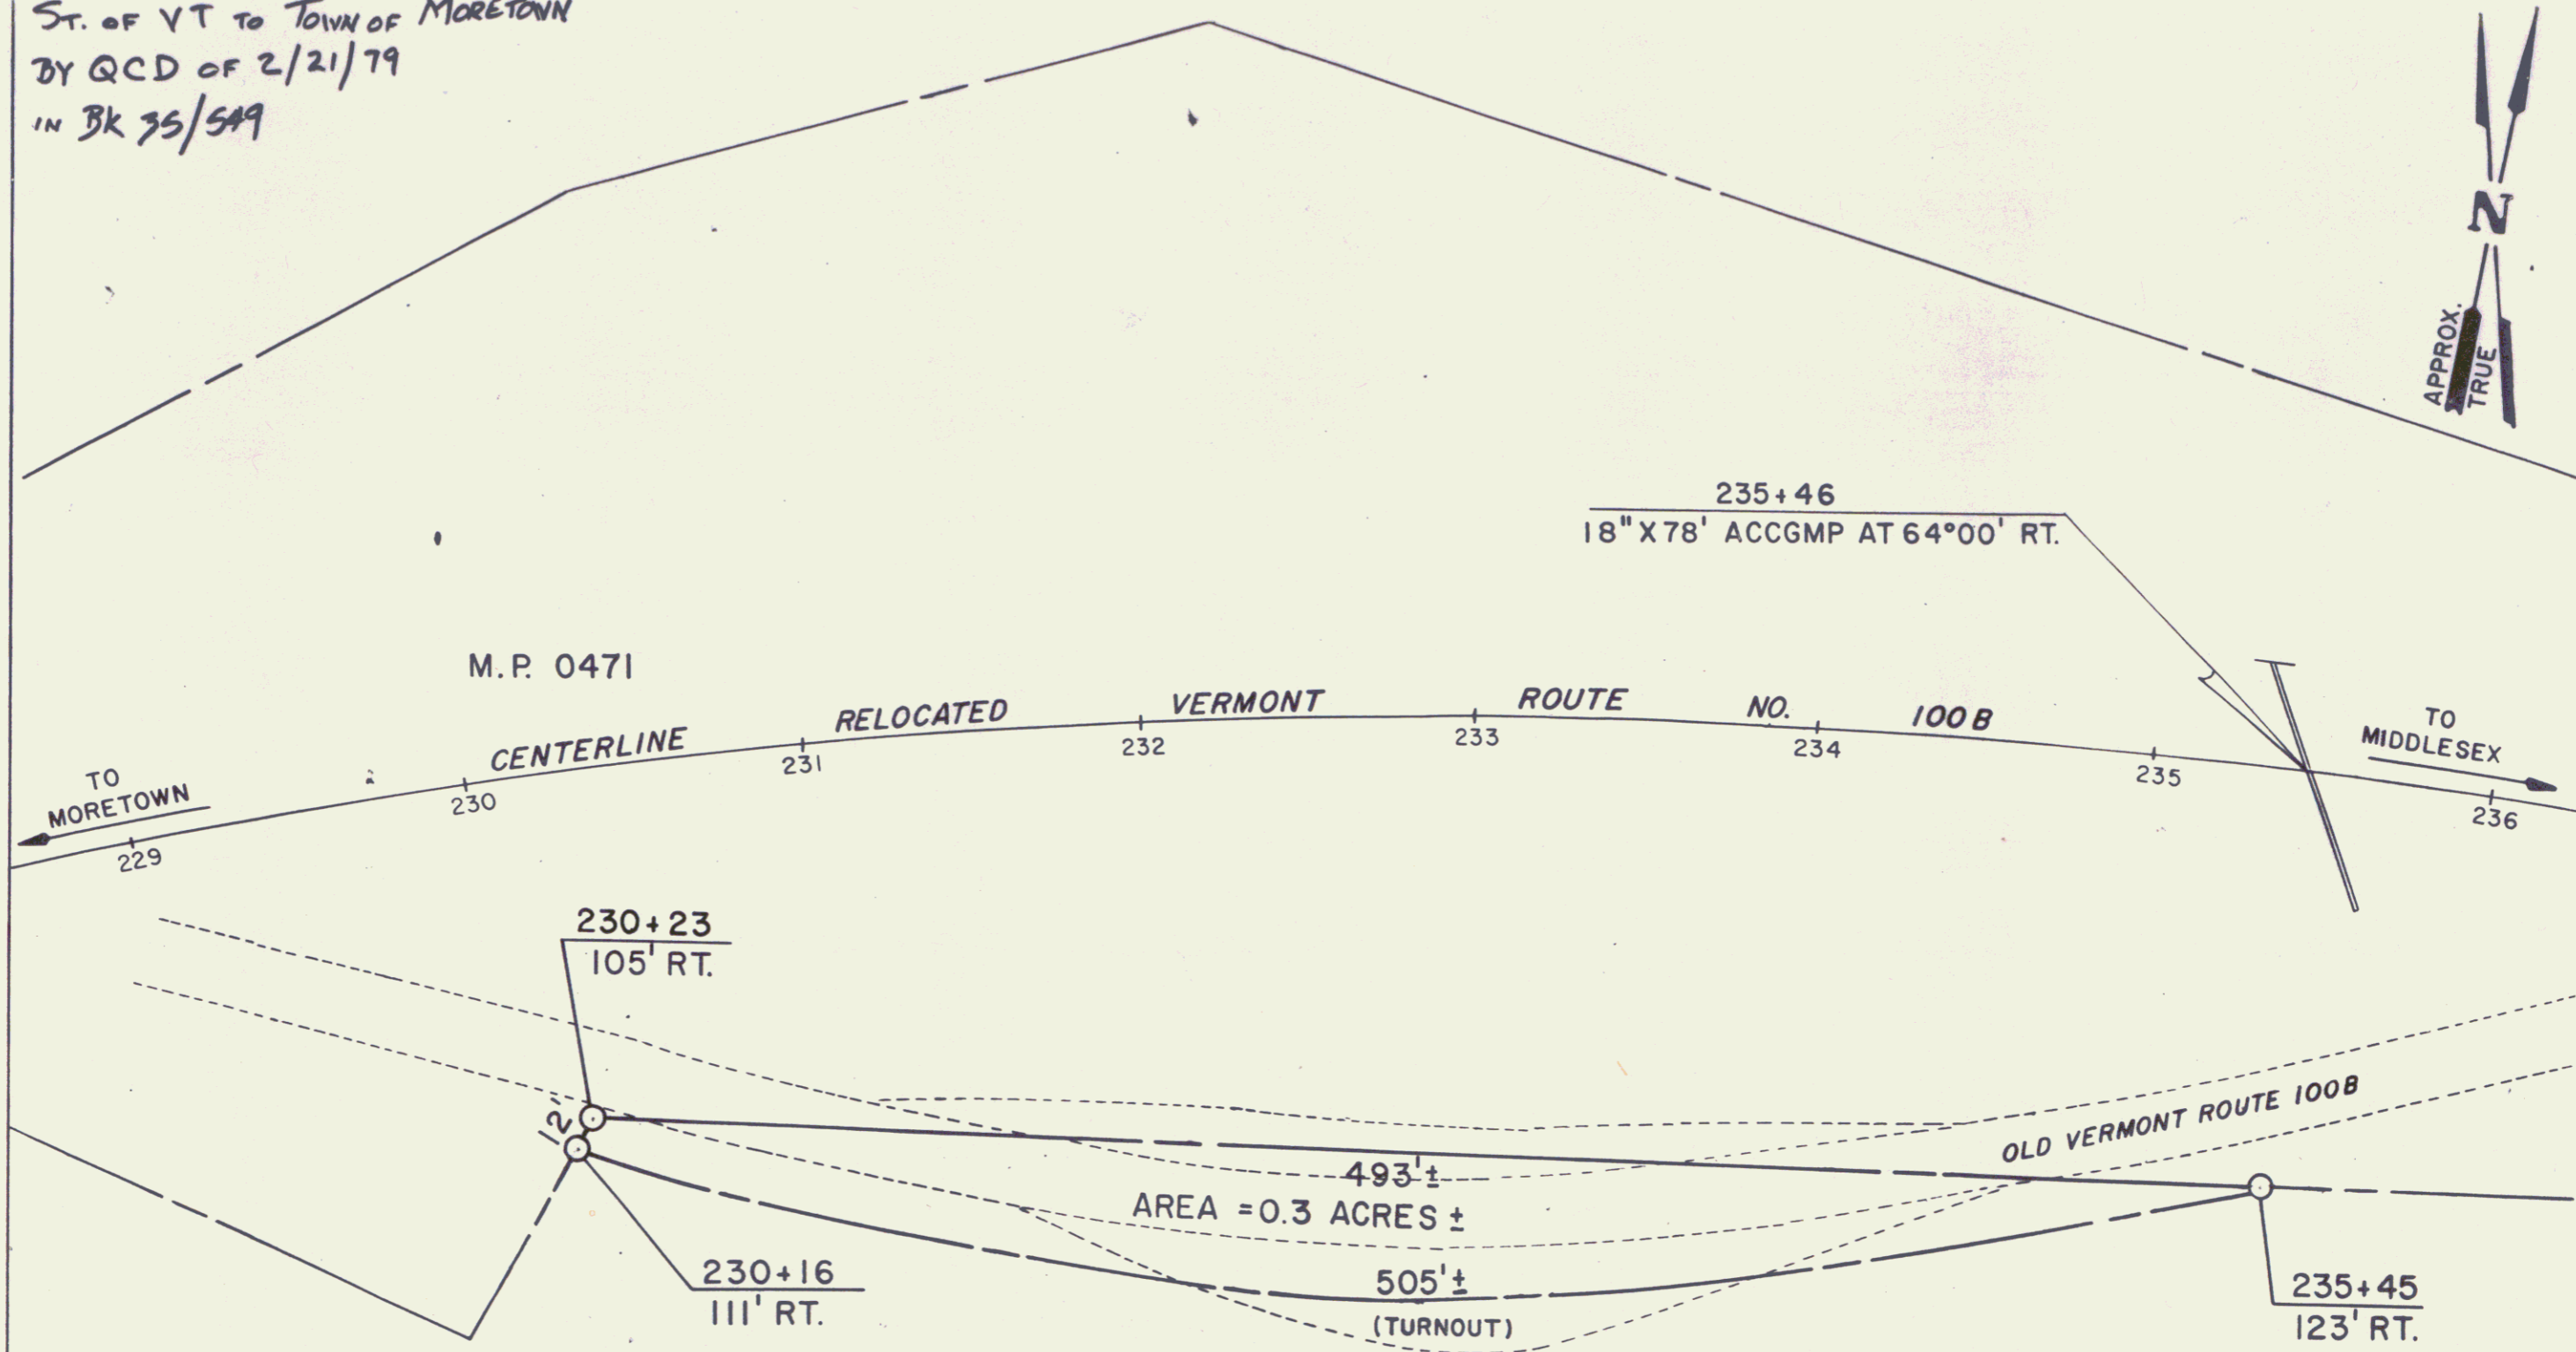 ST. OF VT TO TOWN OF MORETOWN
BY QCD OF 2/21/79
IN BK 35/549
N
APPROX.
TRUE
235+46
18"X78' ACCGMP AT 64°00' RT.
M.P. 0471
CENTERLINE RELOCATED VERMONT ROUTE NO. 100B
TO
MORETOWN
TO
MIDDLESEX
229
230
231
232
233
234
235
236
230+23
105' RT.
12'
OLD VERMONT ROUTE 100B
493'±
AREA =0.3 ACRES ±
230+16
111' RT.
505'±
(TURNOUT)
235+45
123' RT.